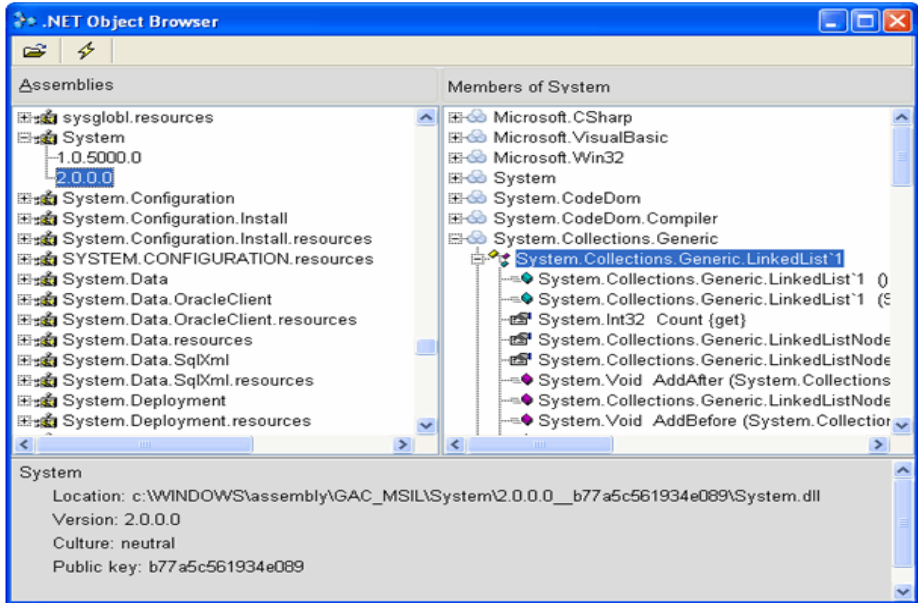 .NET Object Browser
Assemblies
sysglobl.resources
System
1.0.5000.0
2.0.0.0
System.Configuration
System.Configuration.Install
System.Configuration.Install.resources
SYSTEM.CONFIGURATION.resources
System.Data
System.Data.OracleClient
System.Data.OracleClient.resources
System.Data.resources
System.Data.SqlXml
System.Data.SqlXml.resources
System.Deployment
System.Deployment.resources
Members of System
Microsoft.CSharp
Microsoft.VisualBasic
Microsoft.Win32
System
System.CodeDom
System.CodeDom.Compiler
System.Collections.Generic
System.Collections.Generic.LinkedList`1
System.Collections.Generic.LinkedList`1 ()
System.Collections.Generic.LinkedList`1 (S
System.Int32 Count {get}
System.Collections.Generic.LinkedListNode
System.Collections.Generic.LinkedListNode
System.Void AddAfter (System.Collections
System.Collections.Generic.LinkedListNode
System.Void AddBefore (System.Collection
System
Location: c:\WINDOWS\assembly\GAC_MSIL\System\2.0.0.0__b77a5c561934e089\System.dll
Version: 2.0.0.0
Culture: neutral
Public key: b77a5c561934e089